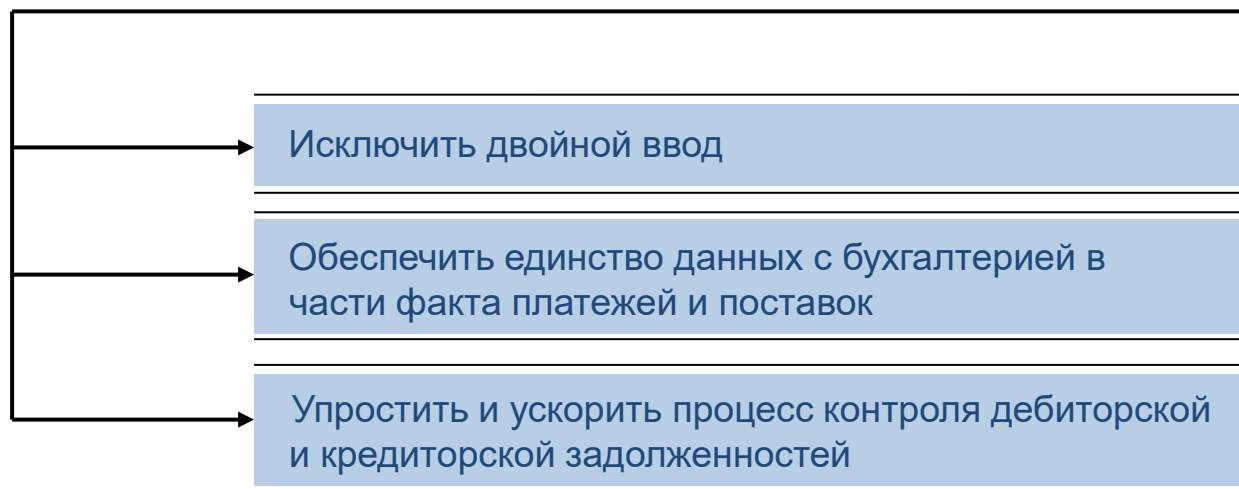 Исключить двойной ввод
Обеспечить единство данных с бухгалтерией в
части факта платежей и поставок
Упростить и ускорить процесс контроля дебиторской
и кредиторской задолженностей